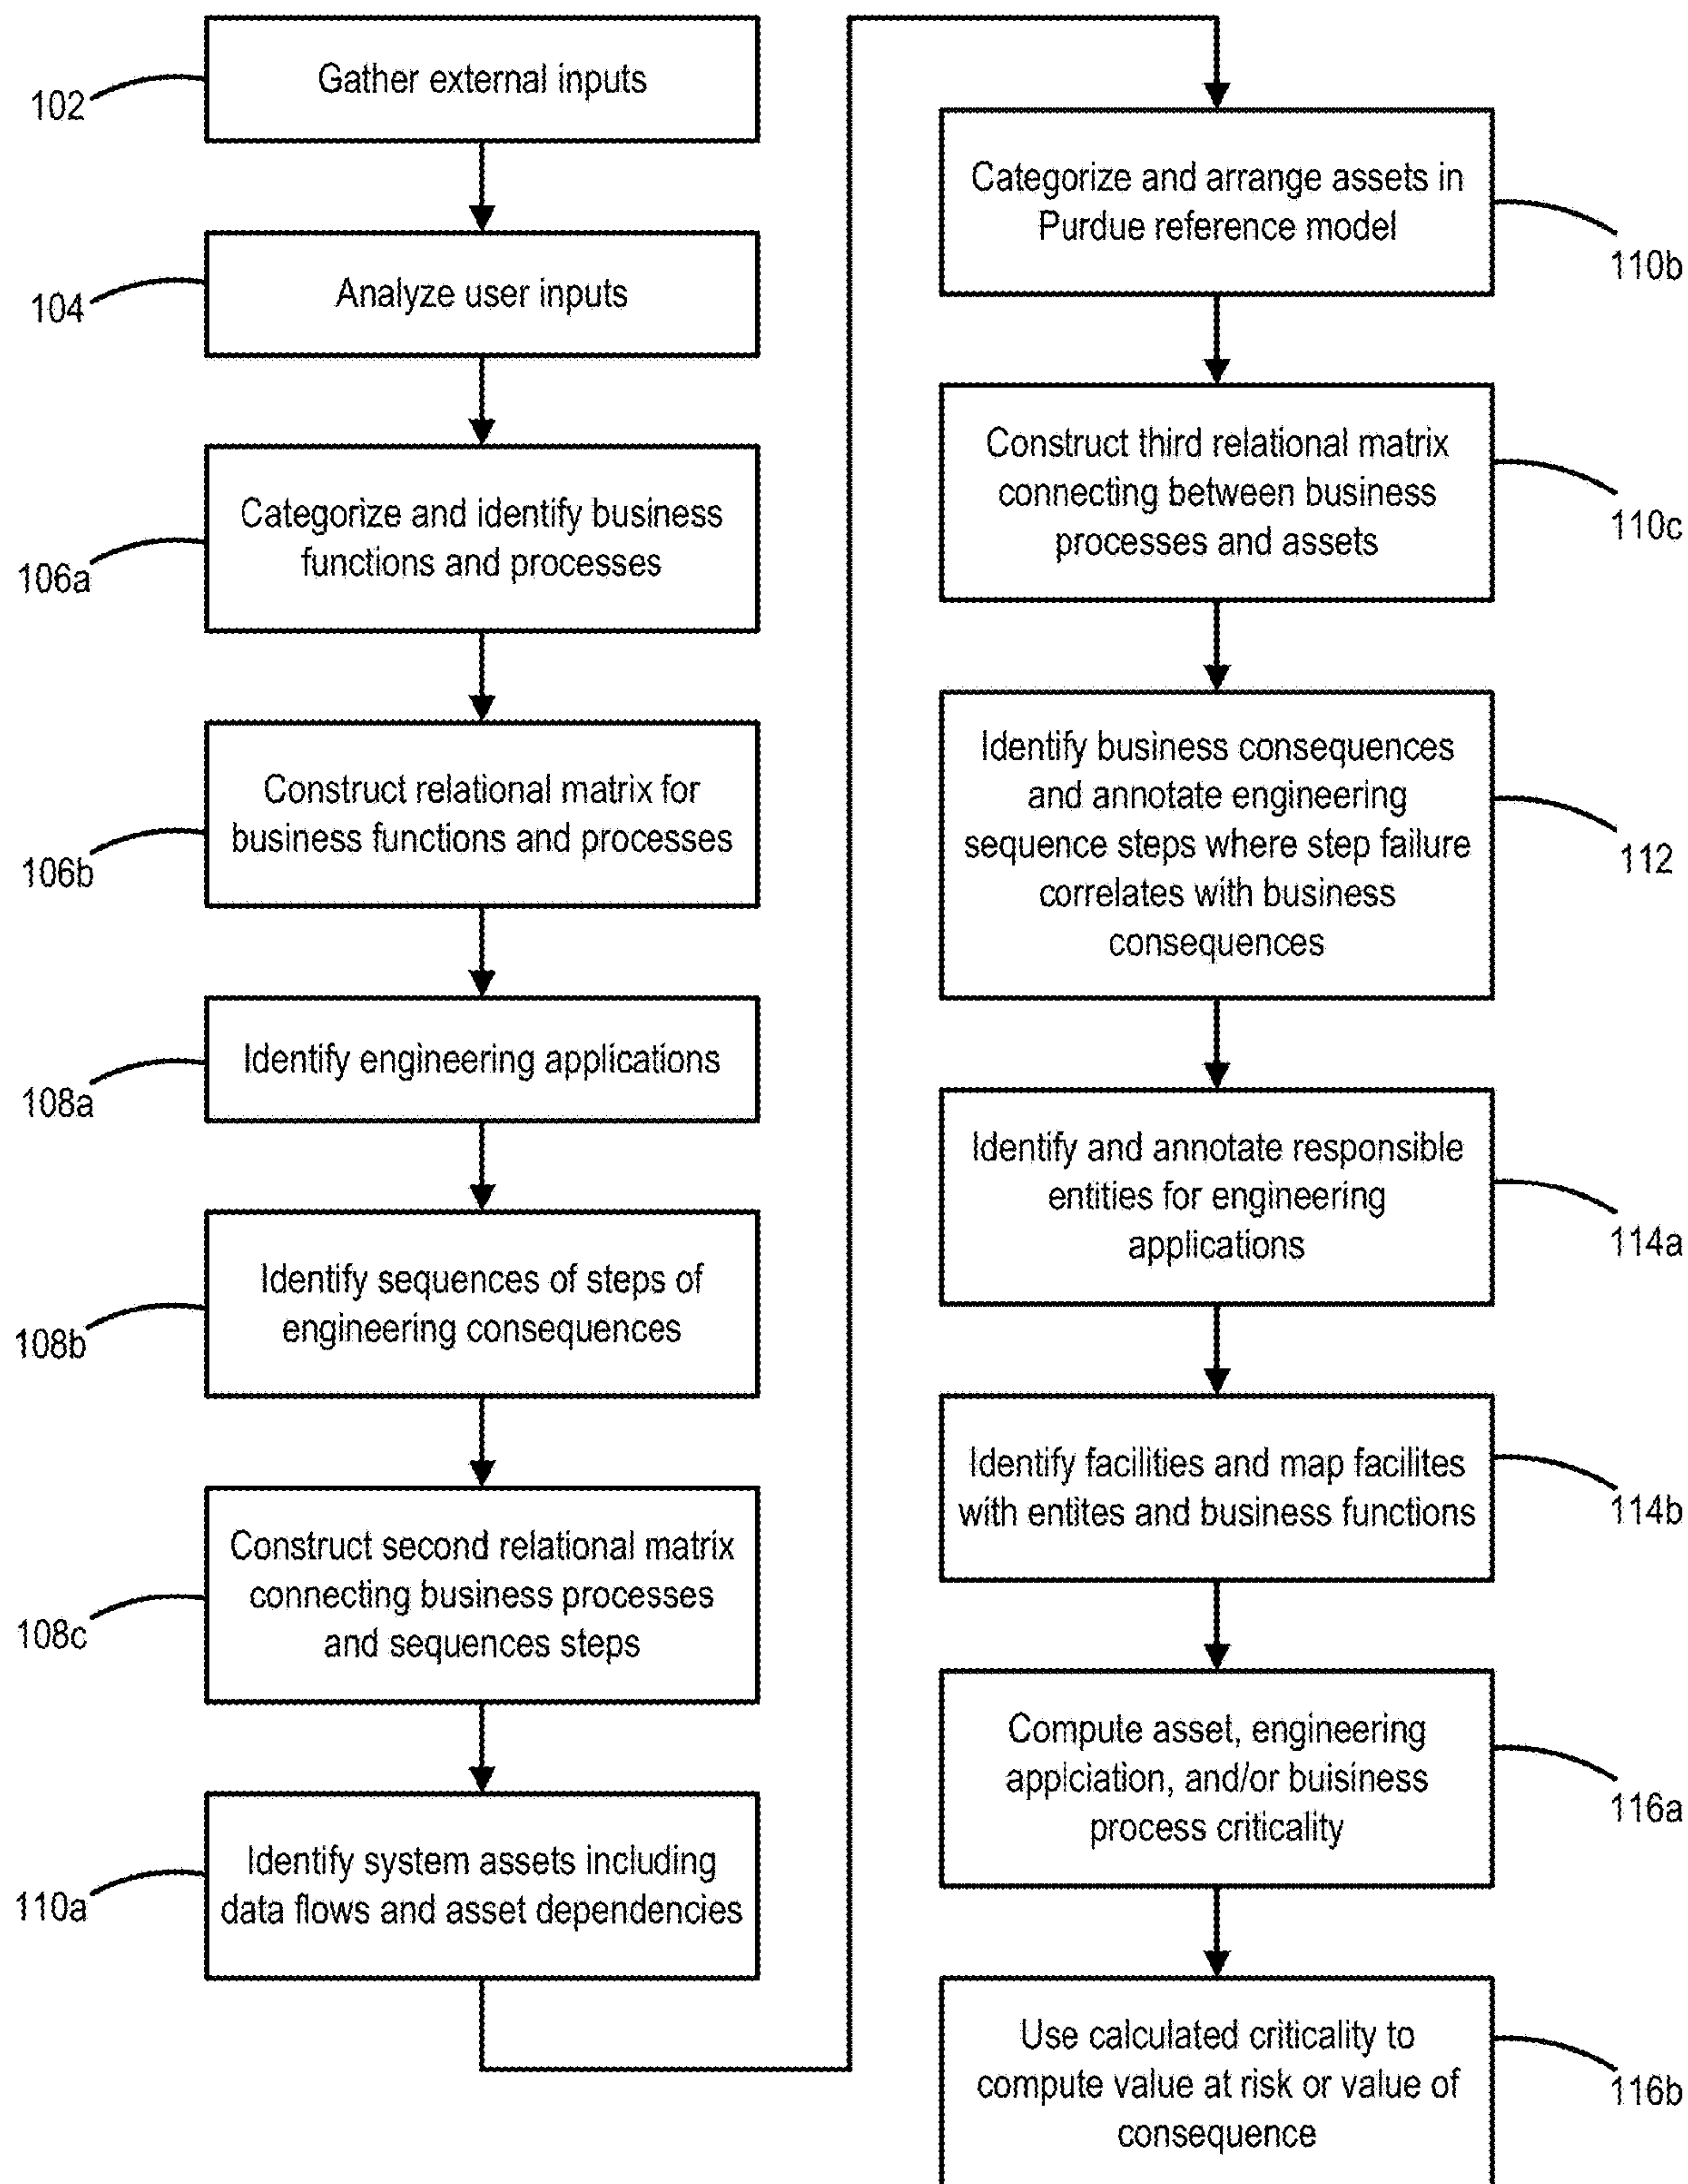 Gather external inputs
102
Analyze user inputs
104
Categorize and identify business
functions and processes
106a
Construct relational matrix for
business functions and processes
106b
Identify engineering applications
108a
Identify sequences of steps of
engineering consequences
108b
Construct second relational matrix
connecting business processes
and sequences steps
108c
Identify system assets including
data flows and asset dependencies
110a
Categorize and arrange assets in
Purdue reference model
110b
Construct third relational matrix
connecting between business
processes and assets
110c
Identify business consequences
and annotate engineering
sequence steps where step failure
correlates with business
consequences
112
Identify and annotate responsible
entities for engineering
applications
114a
Identify facilities and map facilites
with entites and business functions
114b
Compute asset, engineering
appiciation, and/or buisiness
process criticality
116a
Use calculated criticality to
compute value at risk or value of
consequence
116b